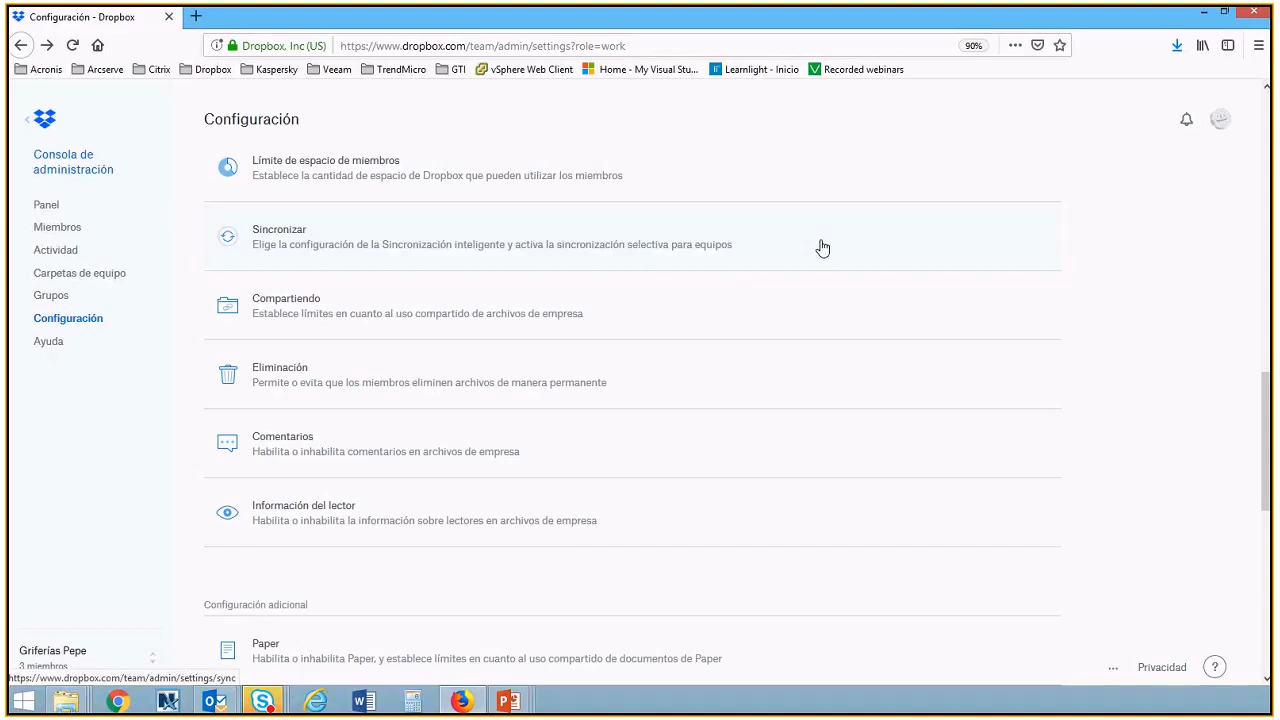 Configuración - Dropbox
Dropbox, Inc (US)
https://www.dropbox.com/team/admin/settings?role=work
90%
Acronis
Arcserve
Citrix
Dropbox
Kaspersky
Veeam
TrendMicro
GTI
vSphere Web Client
Home - My Visual Stu...
Learnlight - Inicio
Recorded webinars
Consola de
administración
Panel
Miembros
Actividad
Carpetas de equipo
Grupos
Configuración
Ayuda
Griferías Pepe
3 miembros
https://www.dropbox.com/team/admin/settings/sync
Configuración
Límite de espacio de miembros
Establece la cantidad de espacio de Dropbox que pueden utilizar los miembros
Sincronizar
Elige la configuración de la Sincronización inteligente y activa la sincronización selectiva para equipos
Compartiendo
Establece límites en cuanto al uso compartido de archivos de empresa
Eliminación
Permite o evita que los miembros eliminen archivos de manera permanente
Comentarios
Habilita o inhabilita comentarios en archivos de empresa
Información del lector
Habilita o inhabilita la información sobre lectores en archivos de empresa
Configuración adicional
Paper
Habilita o inhabilita Paper, y establece límites en cuanto al uso compartido de documentos de Paper
Privacidad
?